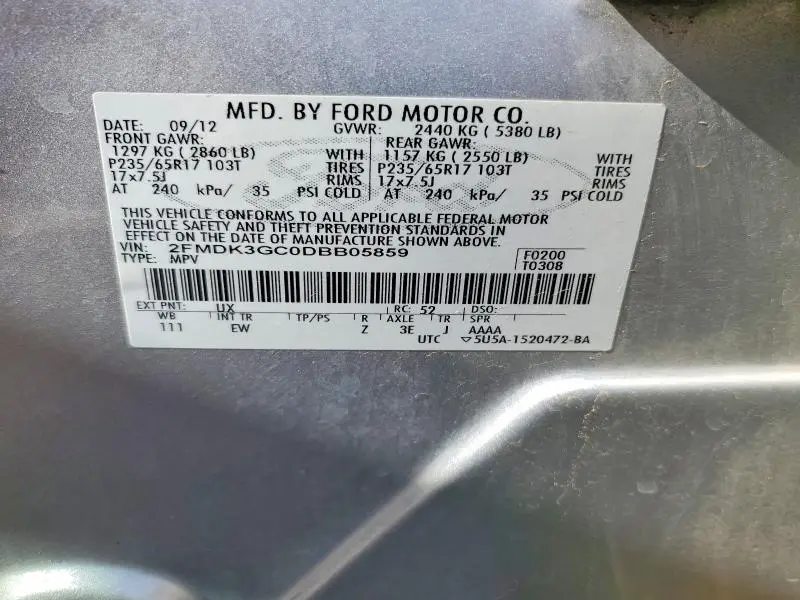 MFD. BY FORD MOTOR CO.
DATE: 09/12 GVWR: 2440 KG ( 5380 LB)
FRONT GAWR: REAR GAWR:
1297 KG ( 2860 LB) WITH 1157 KG ( 2550 LB) WITH
P235/65R17 103T TIRES P235/65R17 103T TIRES
17x7.5J RIMS 17x7.5J RIMS
AT 240 kPa/ 35 PSI COLD AT 240 kPa/ 35 PSI COLD
THIS VEHICLE CONFORMS TO ALL APPLICABLE FEDERAL MOTOR
VEHICLE SAFETY AND THEFT PREVENTION STANDARDS IN
EFFECT ON THE DATE OF MANUFACTURE SHOWN ABOVE.
VIN: 2FMDK3GC0DBB05859 F0200
TYPE: MPV T0308
EXT PNT: UX RC: 52 DSO:
WB INT TR TP/PS R AXLE TR SPR
111 EW Z 3E J AAAA
UTC ▽5U5A-1520472-BA